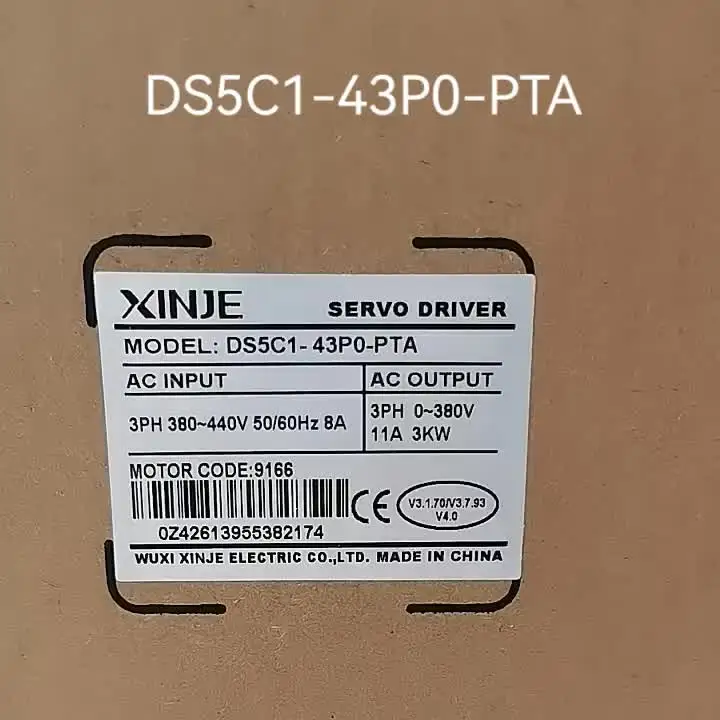 DS5C1-43P0-PTA
XINJE
SERVO DRIVER
MODEL: DS5C1- 43P0-PTA
AC INPUT
AC OUTPUT
3PH 380~440V 50/60Hz 8A
3PH 0~380V
11A 3KW
MOTOR CODE:9166
CE
V3.1.70/V3.7.93
V4.0
0Z42613955382174
WUXI XINJE ELECTRIC CO.,LTD. MADE IN CHINA